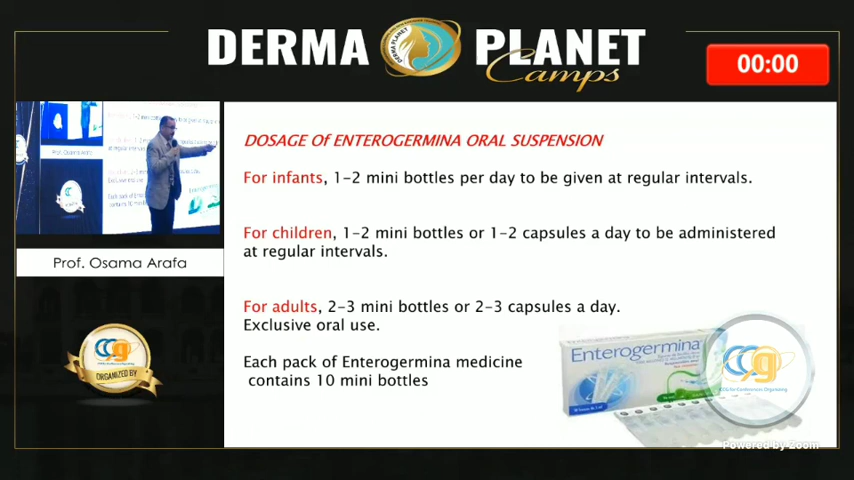 DERMA PLANET
Camps
00:00
Prof. Osama Arafa
ORGANIZED BY
DOSAGE Of ENTEROGERMINA ORAL SUSPENSION
For infants, 1-2 mini bottles per day to be given at regular intervals.
For children, 1-2 mini bottles or 1-2 capsules a day to be administered
at regular intervals.
For adults, 2-3 mini bottles or 2-3 capsules a day.
Exclusive oral use.
Each pack of Enterogermina medicine
contains 10 mini bottles
Enterogermina
Powered by Zoom